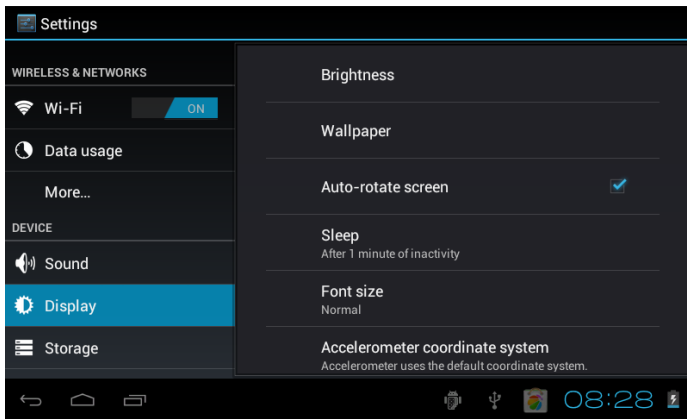 Settings
WIRELESS & NETWORKS
Wi-Fi
ON
Data usage
More...
DEVICE
Sound
Display
Storage
Brightness
Wallpaper
Auto-rotate screen
Sleep
After 1 minute of inactivity
Font size
Normal
Accelerometer coordinate system
Accelerometer uses the default coordinate system.
08:28